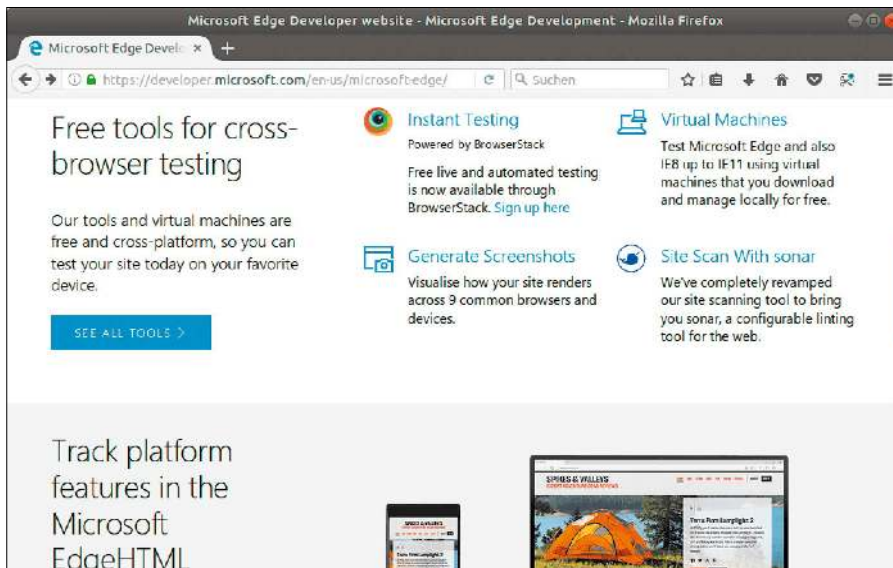 Microsoft Edge Developer website - Microsoft Edge Development - Mozilla Firefox
Microsoft Edge Develo
https://developer.microsoft.com/en-us/microsoft-edge/
Suchen
Free tools for cross-
browser testing
Our tools and virtual machines are
free and cross-platform, so you can
test your site today on your favorite
device.
SEE ALL TOOLS
Instant Testing
Powered by BrowserStack
Free live and automated testing
is now available through
BrowserStack. Sign up here
Virtual Machines
Test Microsoft Edge and also
IE8 up to IE11 using virtual
machines that you download
and manage locally for free.
Generate Screenshots
Visualise how your site renders
across 9 common browsers and
devices.
Site Scan With sonar
We've completely revamped
our site scanning tool to bring
you sonar, a configurable linting
tool for the web.
Track platform
features in the
Microsoft
EdgeHTML
SPIKES & VALLEYS